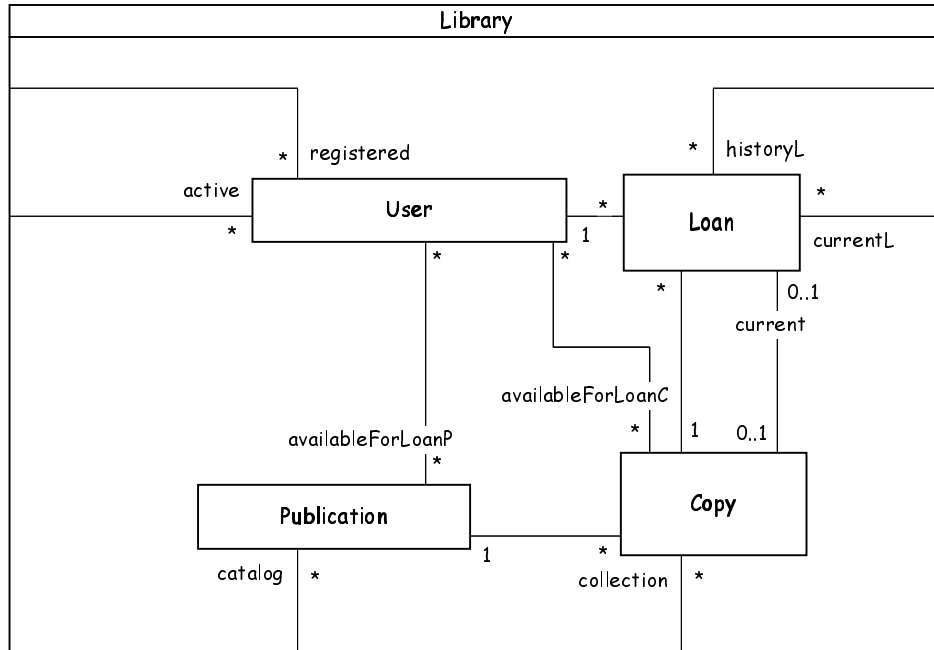 Library
* registered
* historyL
active
*
User
1
*
Loan
*
currentL
*
*
*
0..1
current
availableForLoanC
*
1
0..1
availableForLoanP
*
Publication
1
*
Copy
catalog *
collection *